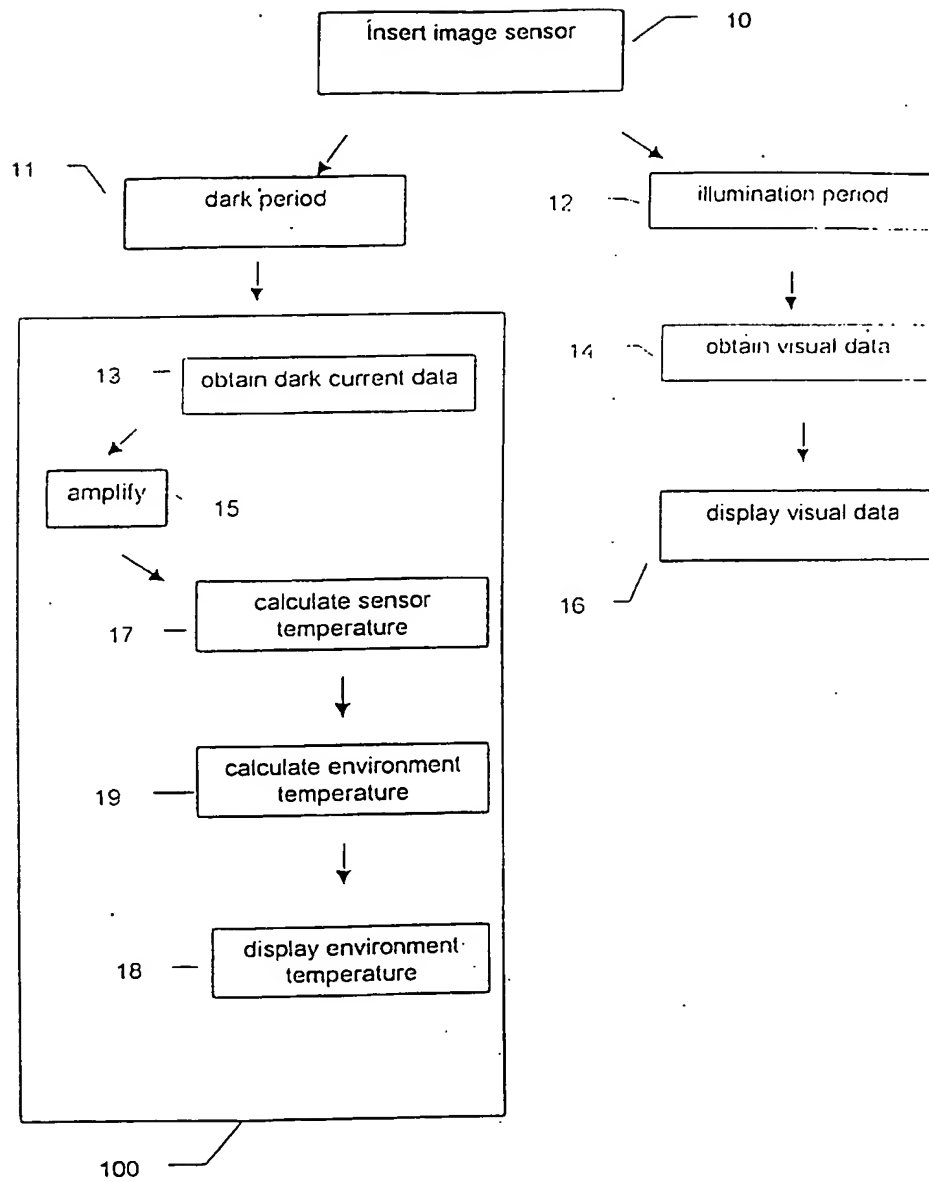 Insert image sensor
10
11
dark period
12
illumination period
13
obtain dark current data
14
obtain visual data
amplify
15
display visual data
16
calculate sensor
temperature
17
calculate environment
temperature
19
display environment
temperature
18
100